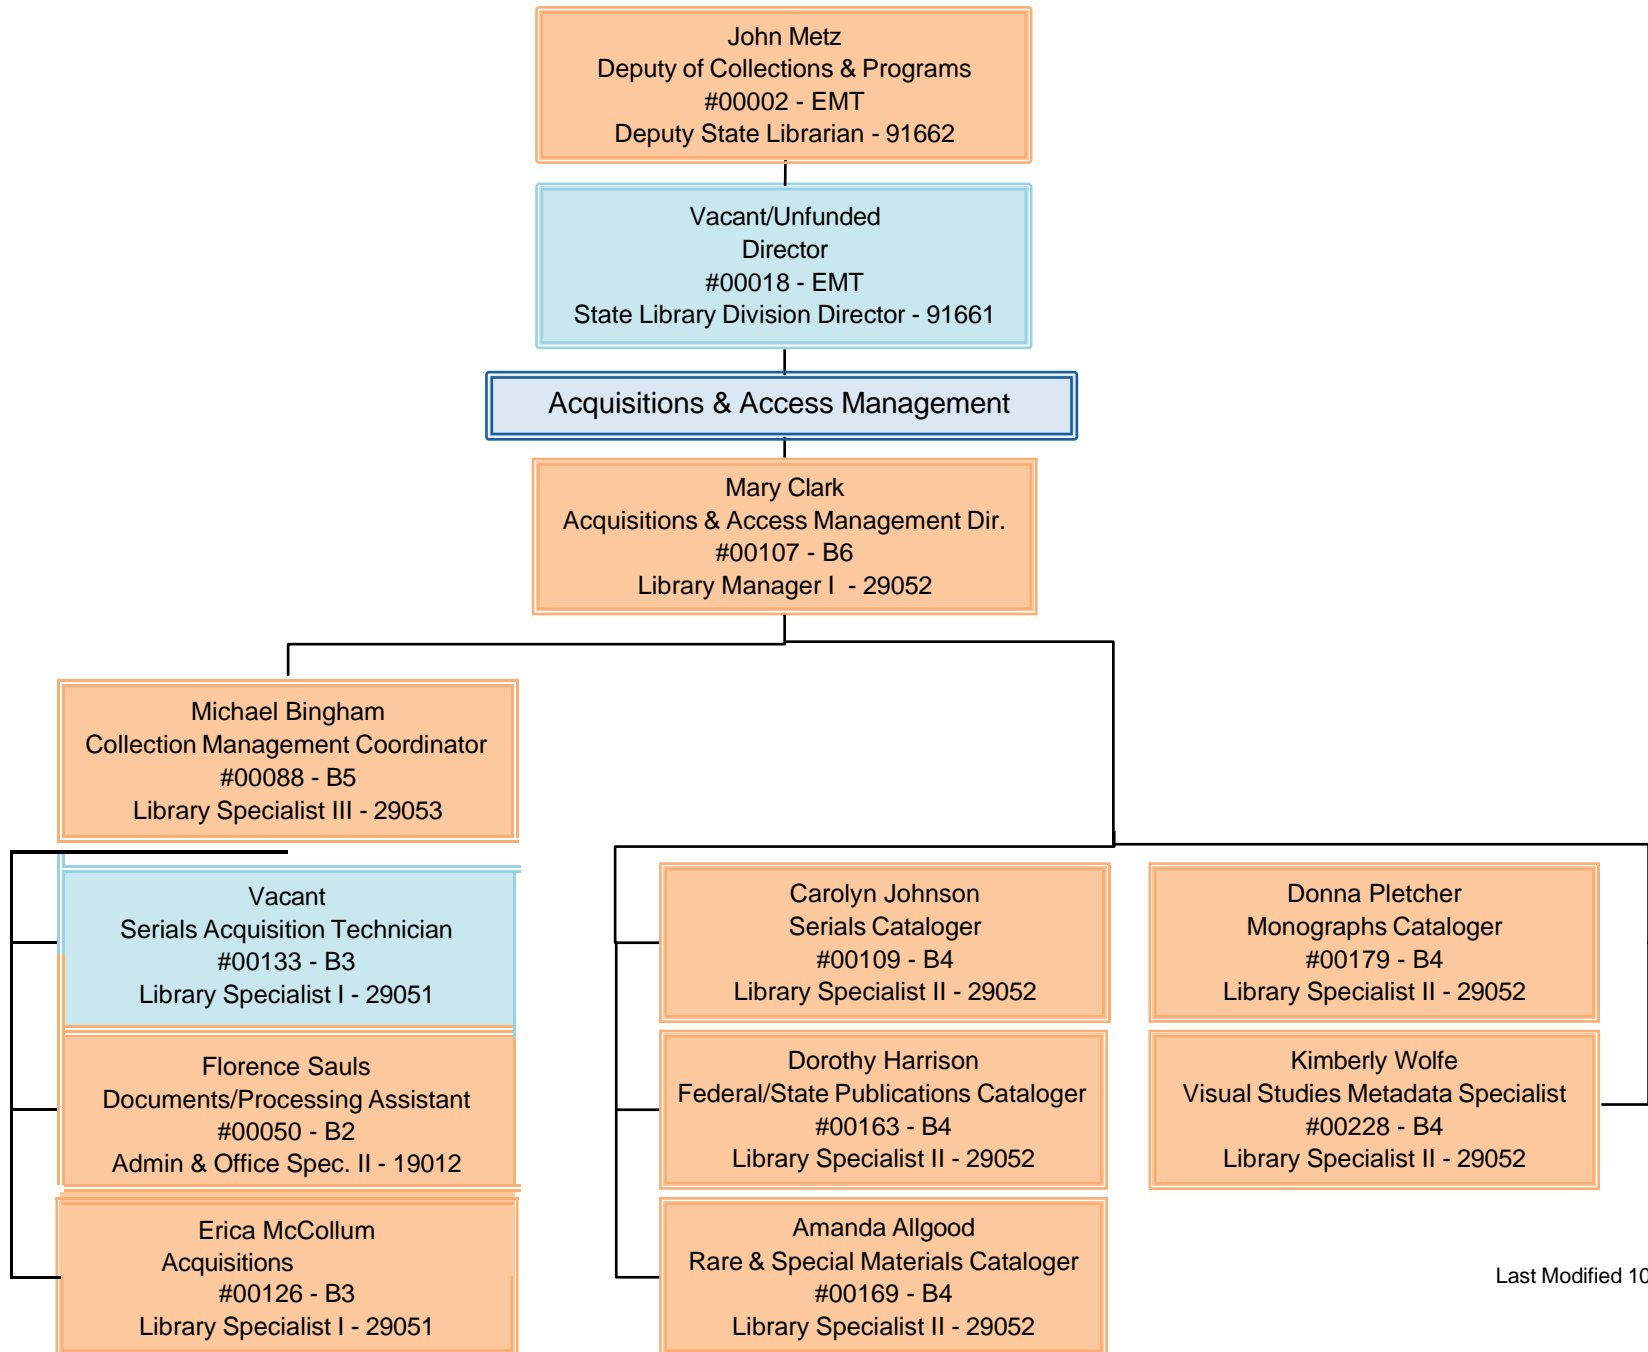 John Metz
Deputy of Collections & Programs
#00002 - EMT
Deputy State Librarian - 91662
Vacant/Unfunded
Director
#00018 - EMT
State Library Division Director - 91661
Acquisitions & Access Management
Mary Clark
Acquisitions & Access Management Dir.
#00107 - B6
Library Manager I - 29052
Michael Bingham
Collection Management Coordinator
#00088 - B5
Library Specialist III - 29053
Vacant
Serials Acquisition Technician
#00133 - B3
Library Specialist I - 29051
Florence Sauls
Documents/Processing Assistant
#00050 - B2
Admin & Office Spec. II - 19012
Erica McCollum
Acquisitions
#00126 - B3
Library Specialist I - 29051
Carolyn Johnson
Serials Cataloger
#00109 - B4
Library Specialist II - 29052
Dorothy Harrison
Federal/State Publications Cataloger
#00163 - B4
Library Specialist II - 29052
Amanda Allgood
Rare & Special Materials Cataloger
#00169 - B4
Library Specialist II - 29052
Donna Pletcher
Monographs Cataloger
#00179 - B4
Library Specialist II - 29052
Kimberly Wolfe
Visual Studies Metadata Specialist
#00228 - B4
Library Specialist II - 29052
Last Modified 10